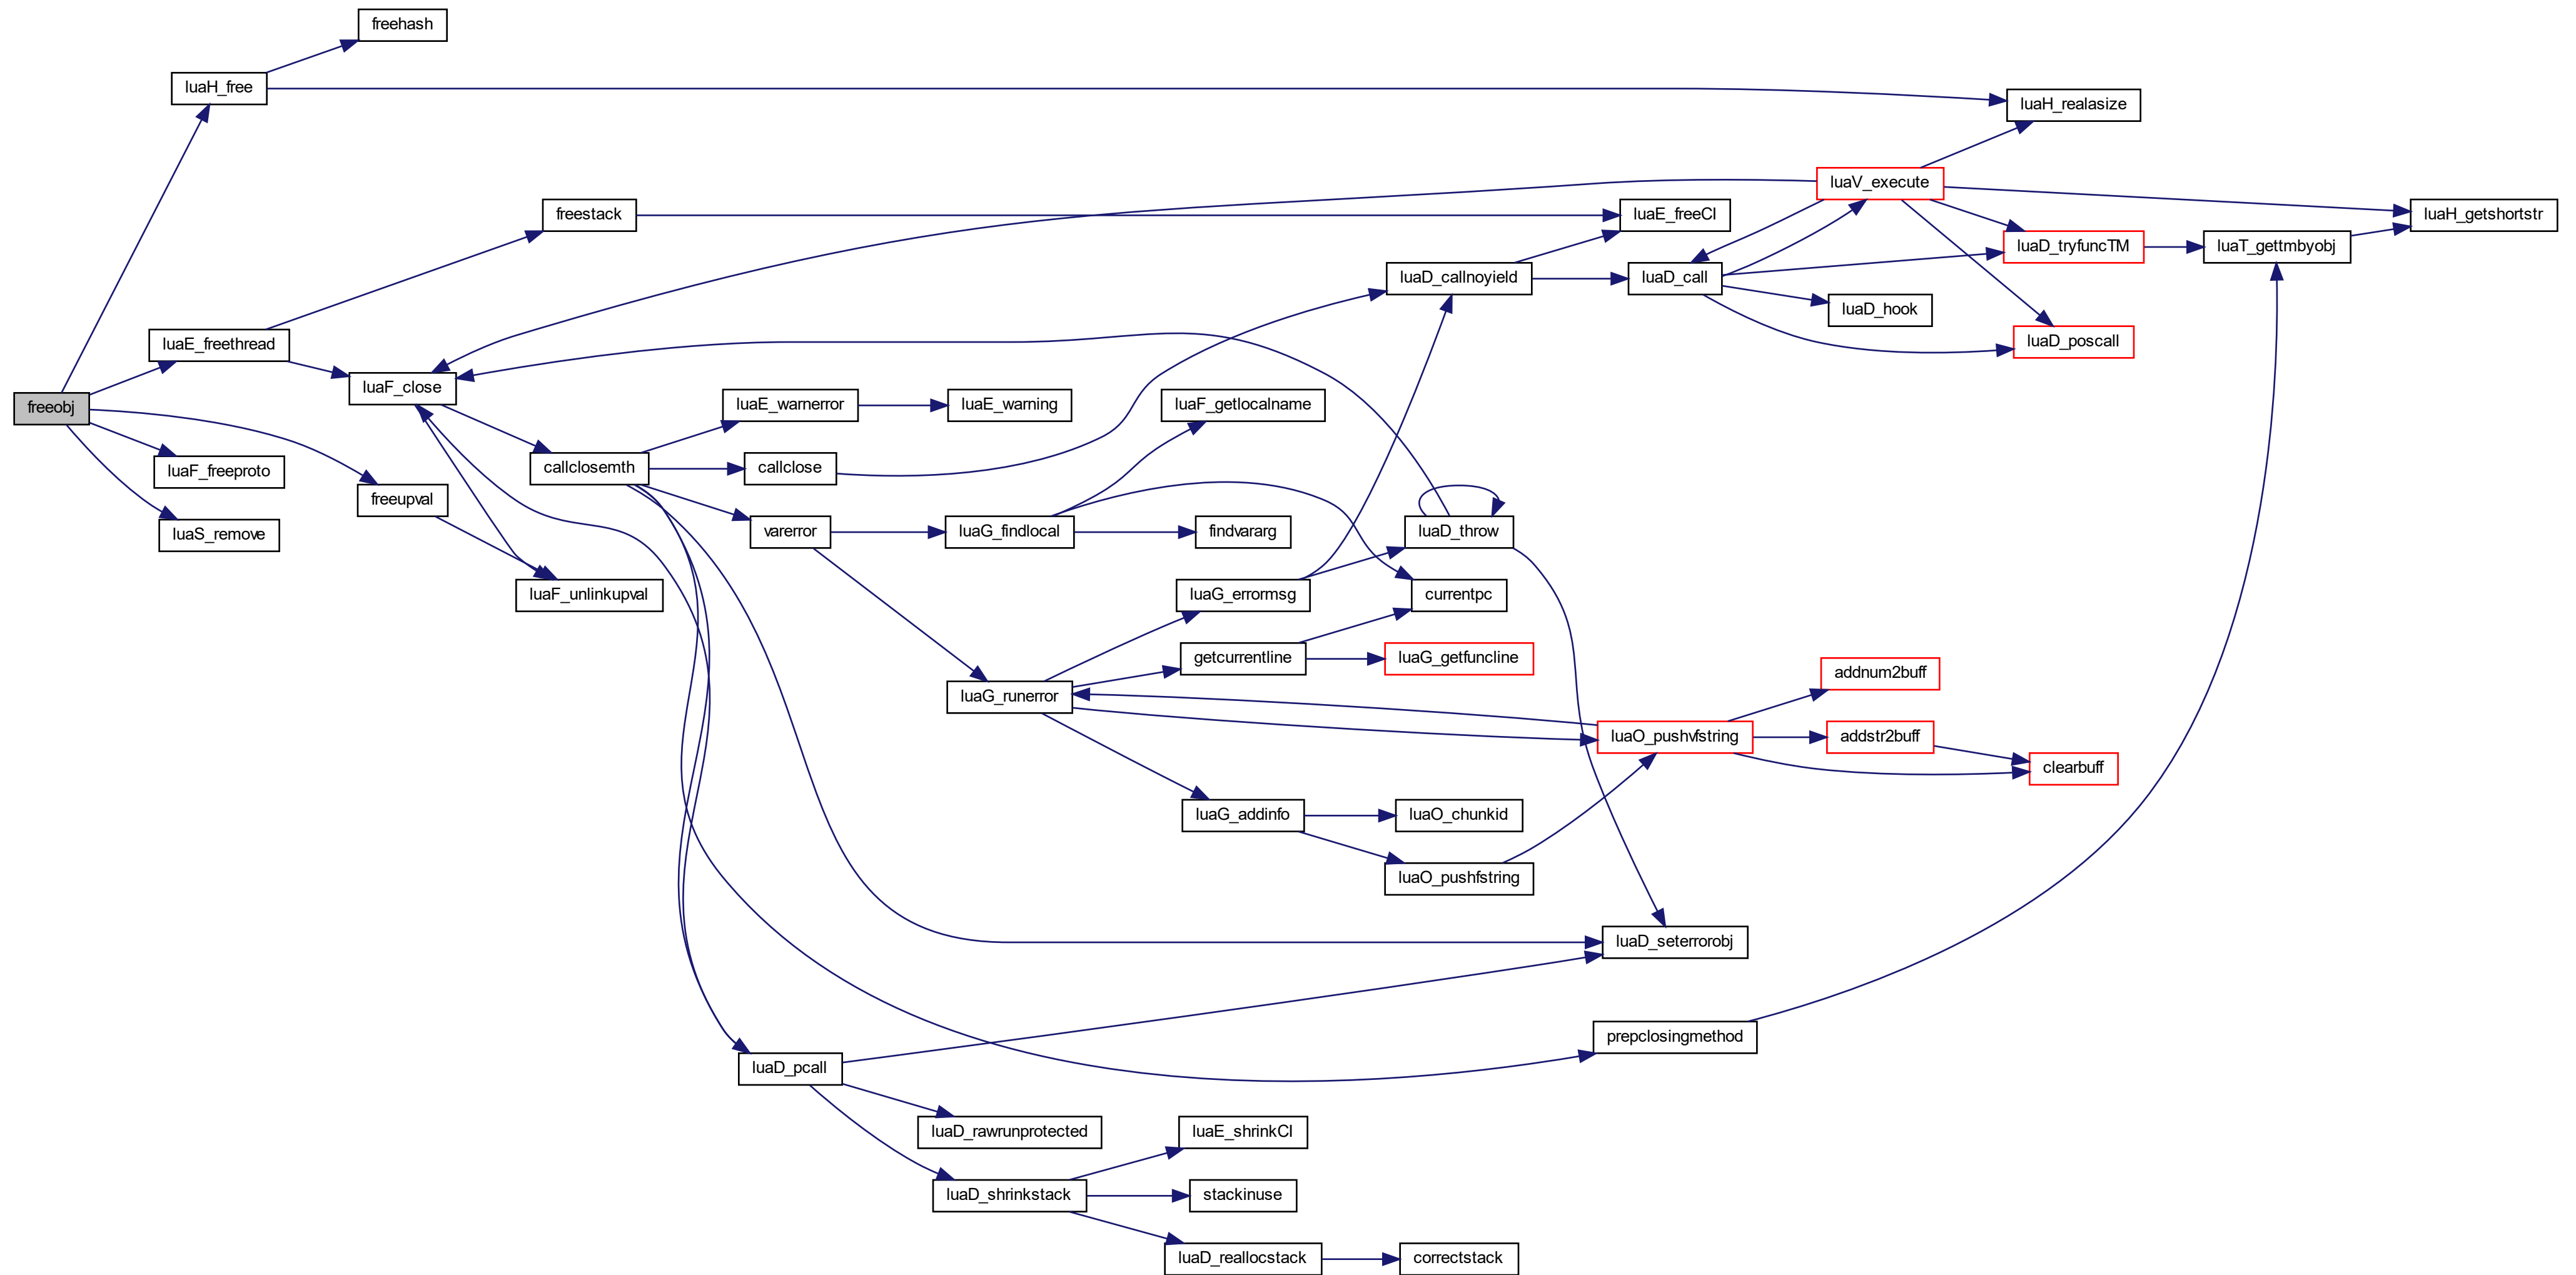 freehash
luaH_free
luaH_realasize
luaV_execute
freestack
luaE_freeCI
luaH_getshortstr
luaD_tryfuncTM
luaT_gettmbyobj
luaD_callnoyield
luaD_call
luaD_hook
luaE_freethread
luaD_poscall
luaF_close
freeobj
luaE_warnerror
luaE_warning
luaF_getlocalname
luaF_freeproto
callclosemth
callclose
freeupval
luaS_remove
varerror
luaG_findlocal
findvararg
luaD_throw
luaF_unlinkupval
luaG_errormsg
currentpc
getcurrentline
luaG_getfuncline
addnum2buff
luaG_runerror
luaO_pushvfstring
addstr2buff
clearbuff
luaG_addinfo
luaO_chunkid
luaO_pushfstring
luaD_seterrorobj
prepclosingmethod
luaD_pcall
luaD_rawrunprotected
luaE_shrinkCI
luaD_shrinkstack
stackinuse
luaD_reallocstack
correctstack